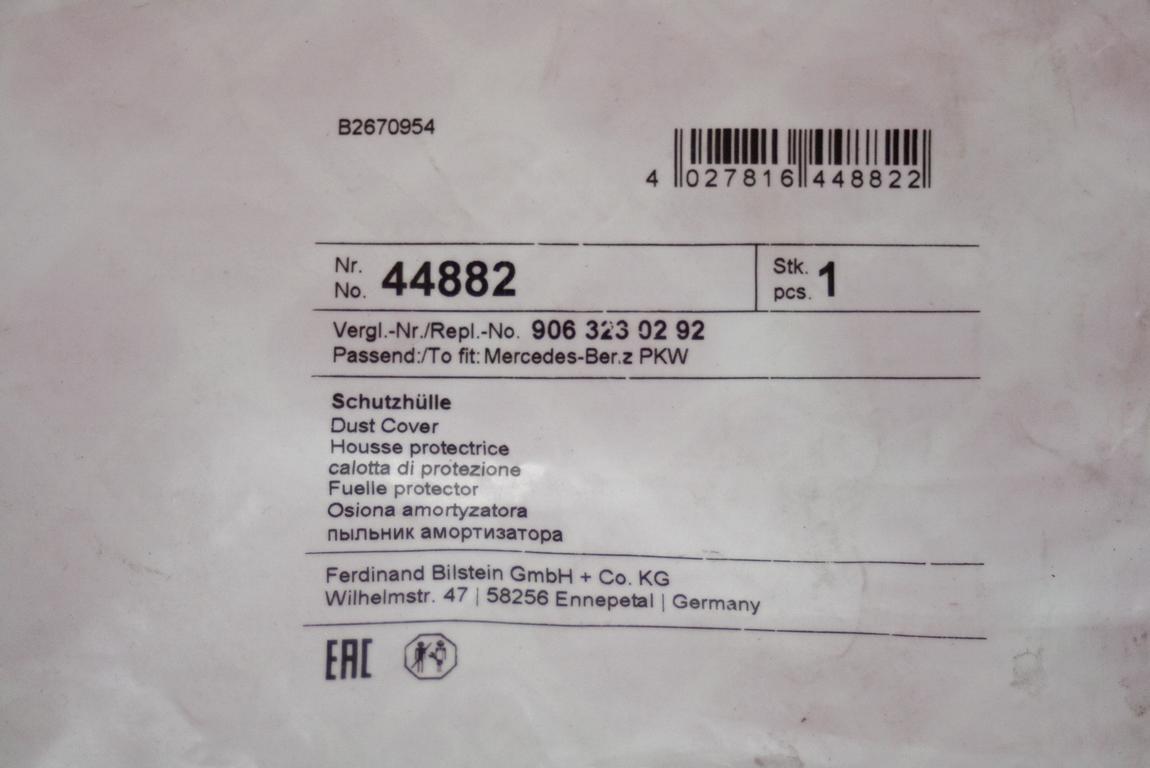 B2670954
4 027816 448822
Nr.
No. 44882
Stk.
pcs. 1
Vergl.-Nr./Repl.-No. 906 323 02 92
Passend:/To fit: Mercedes-Benz PKW
Schutzhülle
Dust Cover
Housse protectrice
calotta di protezione
Fuelle protector
Osiona amortyzatora
пыльник амортизатора
Ferdinand Bilstein GmbH + Co. KG
Wilhelmstr. 47 | 58256 Ennepetal | Germany
EAC